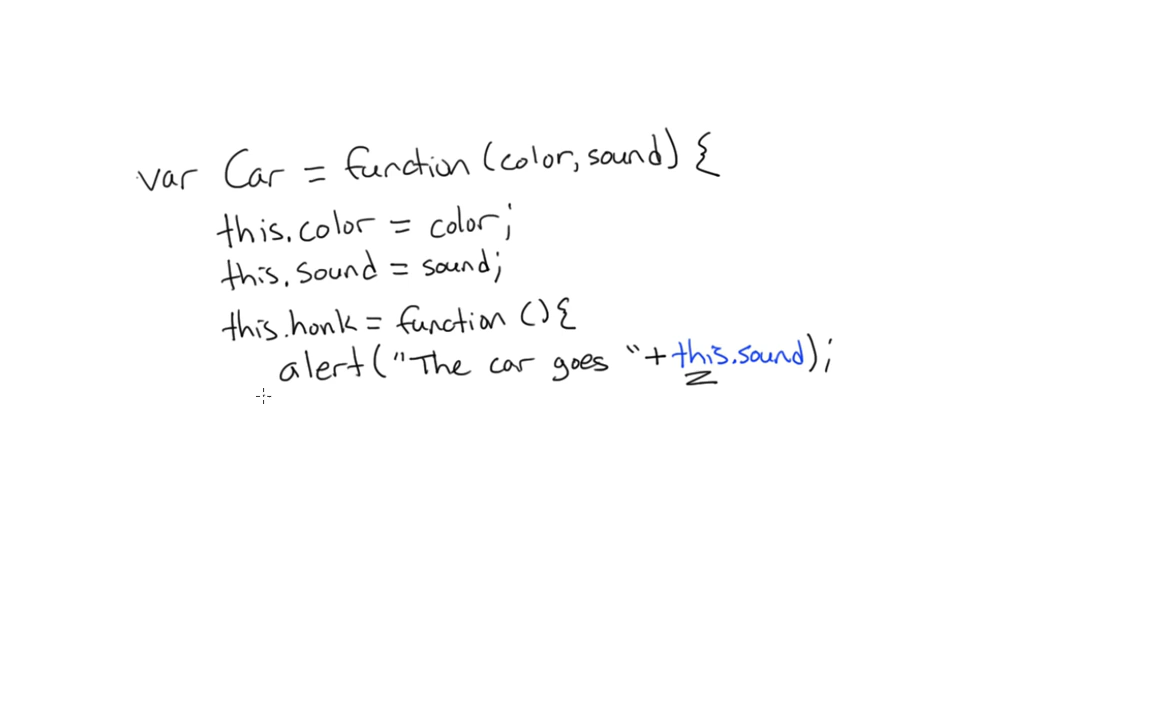 var Car = function (color, sound) {
this.color = color;
this.sound = sound;
this.honk = function () {
alert("The car goes "+ this.sound);